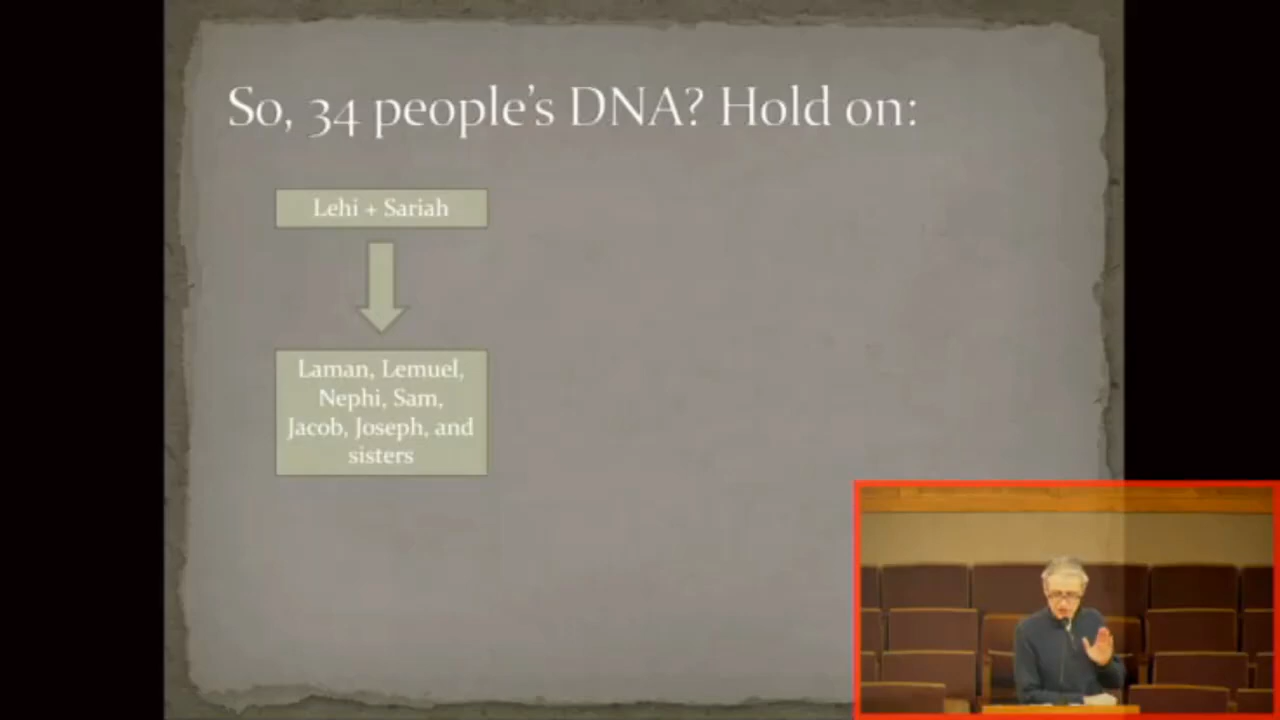 So, 34 people's DNA? Hold on:
Lehi + Sariah
Laman, Lemuel,
Nephi, Sam,
Jacob, Joseph, and
sisters